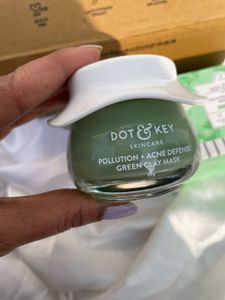 DOT & KEY
SKINCARE
POLLUTION + ACNE DEFENSE
GREEN CLAY MASK